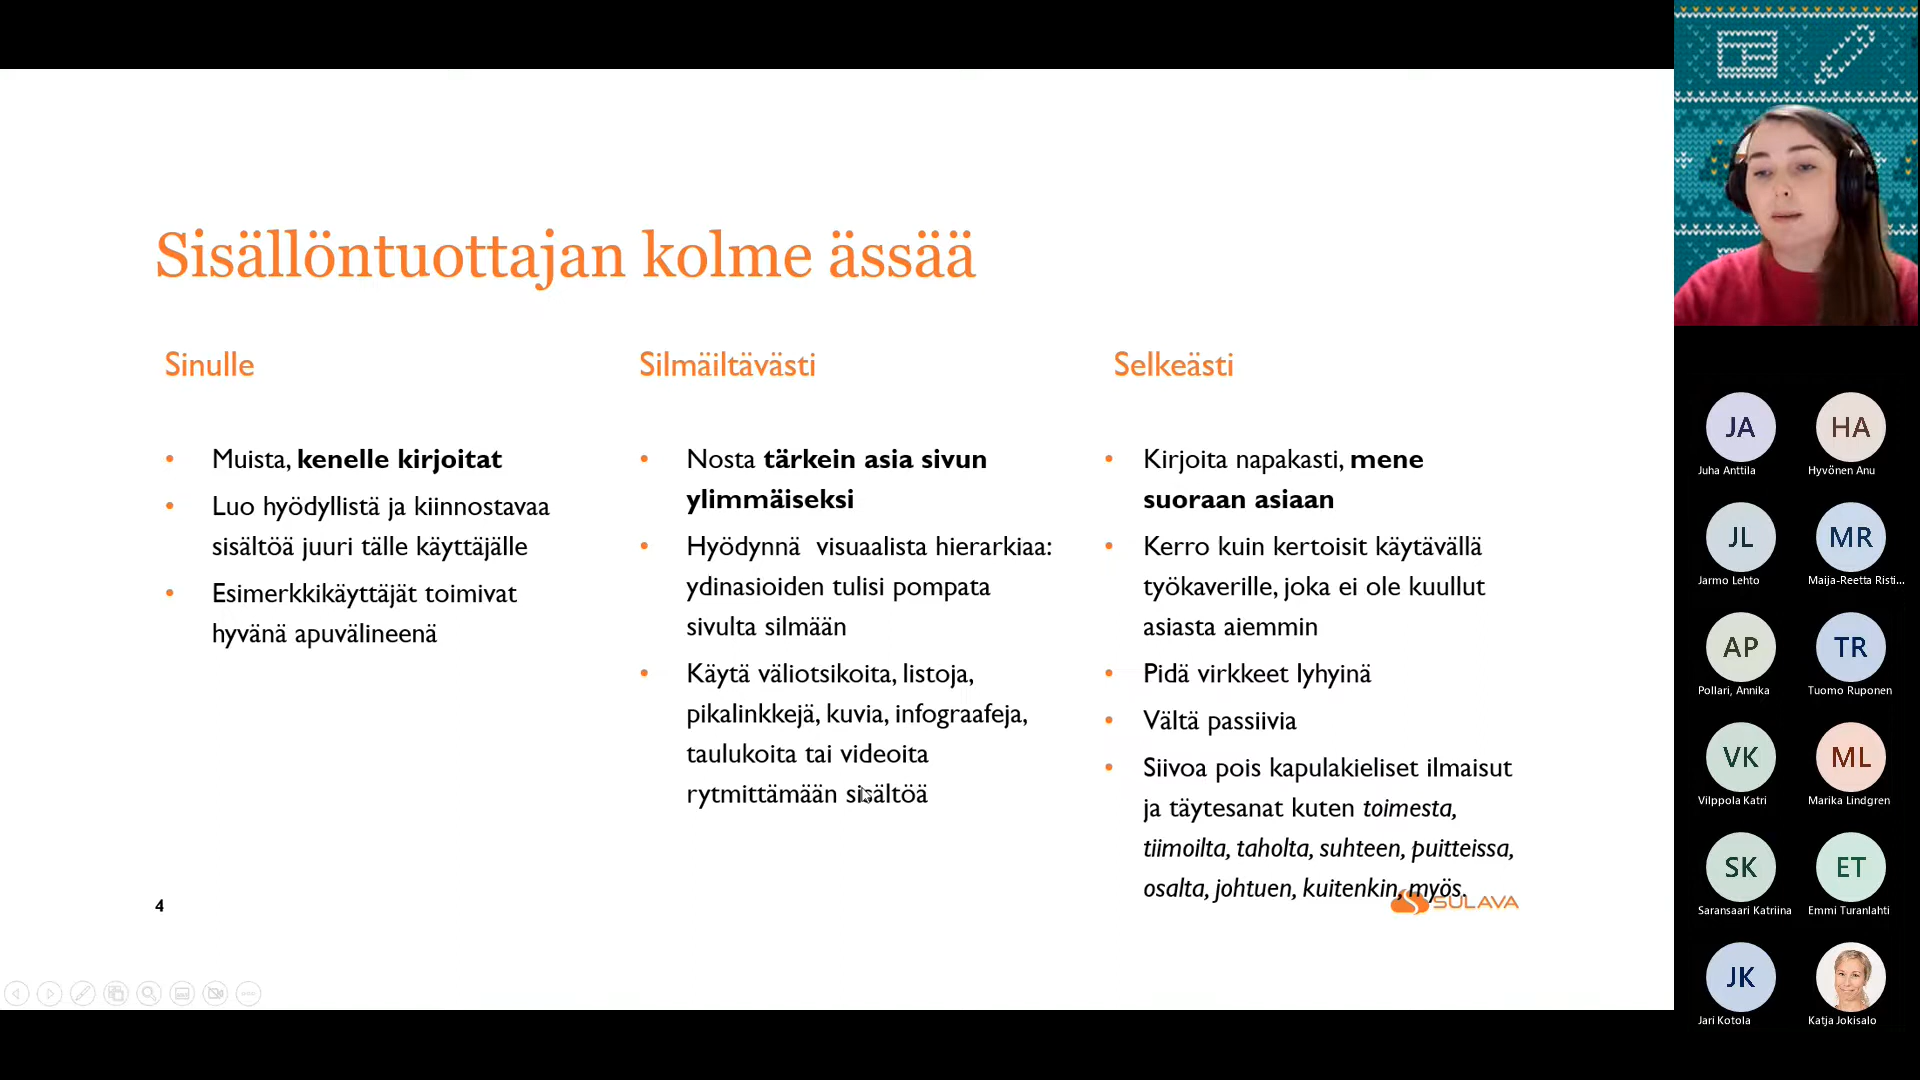 Sisällöntuottajan kolme ässää
Sinulle
• Muista, kenelle kirjoitat
• Luo hyödyllistä ja kiinnostavaa
sisältöä juuri tälle käyttäjälle
• Esimerkkikäyttäjät toimivat
hyvänä apuvälineenä
Silmäiltävästi
• Nosta tärkein asia sivun
ylimmäiseksi
• Hyödynnä visuaalista hierarkiaa:
ydinasioiden tulisi pompata
sivulta silmään
• Käytä väliotsikoita, listoja,
pikalinkkejä, kuvia, infograafeja,
taulukoita tai videoita
rytmittämään sisältöä
Selkeästi
• Kirjoita napakasti, mene
suoraan asiaan
• Kerro kuin kertoisit käytävällä
työkaverille, joka ei ole kuullut
asiasta aiemmin
• Pidä virkkeet lyhyinä
• Vältä passiivia
• Siivoa pois kapulakieliset ilmaisut
ja täytesanat kuten toimesta,
tiimoilta, taholta, suhteen, puitteissa,
osalta, johtuen, kuitenkin, myös.
4
SULAVA
JA
HA
Juha Anttila
Hyvönen Anu
JL
MR
Jarmo Lehto
Maija-Reetta Risti...
AP
TR
Pollari, Annika
Tuomo Ruponen
VK
ML
Vilppola Katri
Marika Lindgren
SK
ET
Saransaari Katriina
Emmi Turanlahti
JK
Jari Kotola
Katja Jokisalo